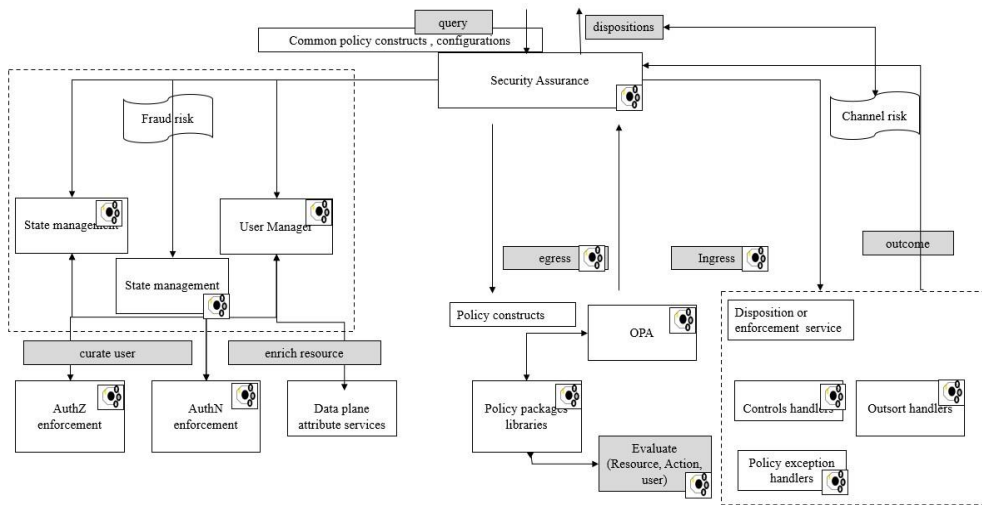 query
dispositions
Common policy constructs , configurations
Security Assurance
Fraud risk
Channel risk
State management
User Manager
egress
Ingress
outcome
State management
Policy constructs
OPA
Disposition or
enforcement service
curate user
enrich resource
AuthZ
enforcement
AuthN
enforcement
Data plane
attribute services
Policy packages
libraries
Controls handlers
Outsort handlers
Evaluate
(Resource, Action,
user)
Policy exception
handlers